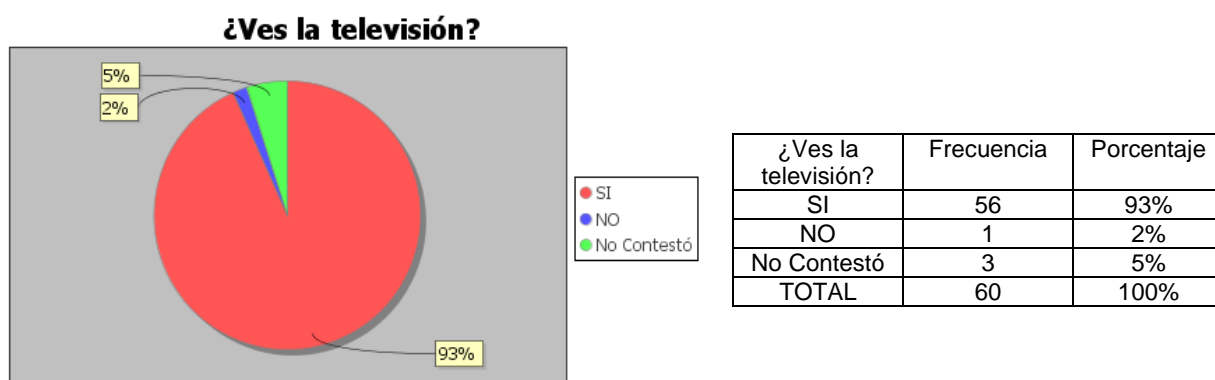 ¿Ves la televisión?
5%
2%
93%
SI
NO
No Contestó
¿Ves la televisión? Frecuencia Porcentaje
SI 56 93%
NO 1 2%
No Contestó 3 5%
TOTAL 60 100%